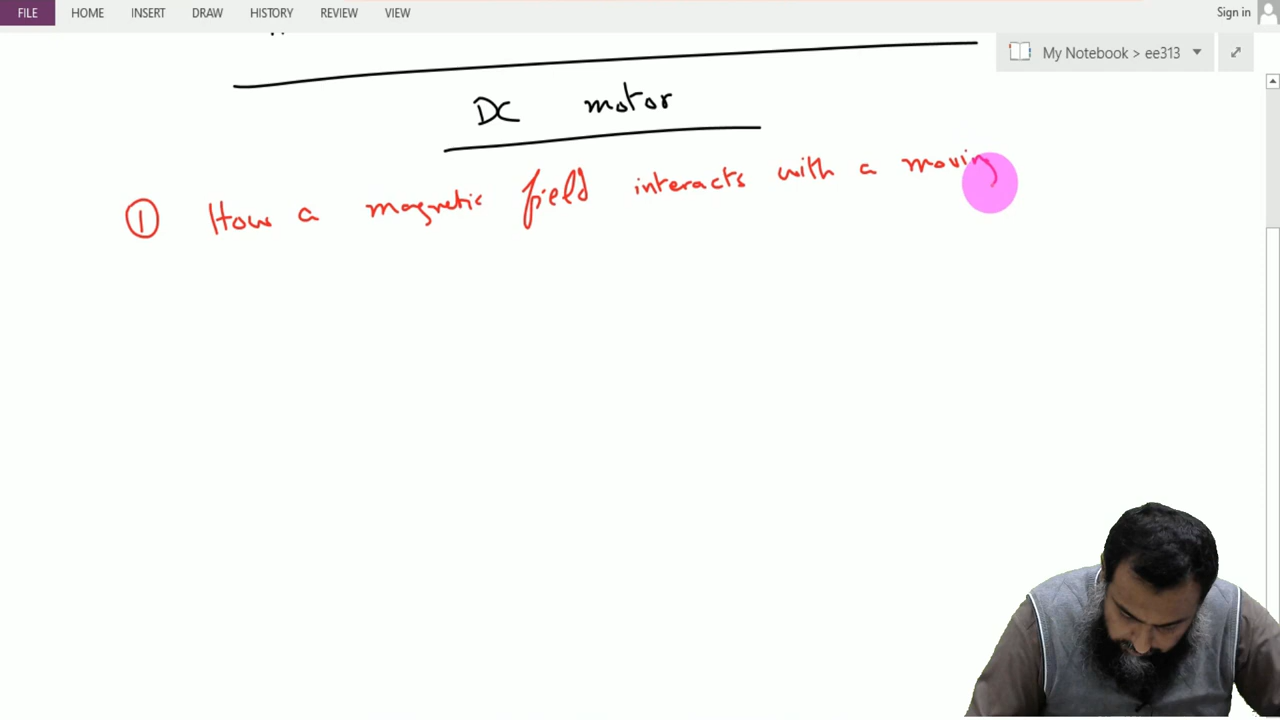 FILE HOME INSERT DRAW HISTORY REVIEW VIEW Sign in
My Notebook > ee313
DC motor
① How a magnetic field interacts with a moving